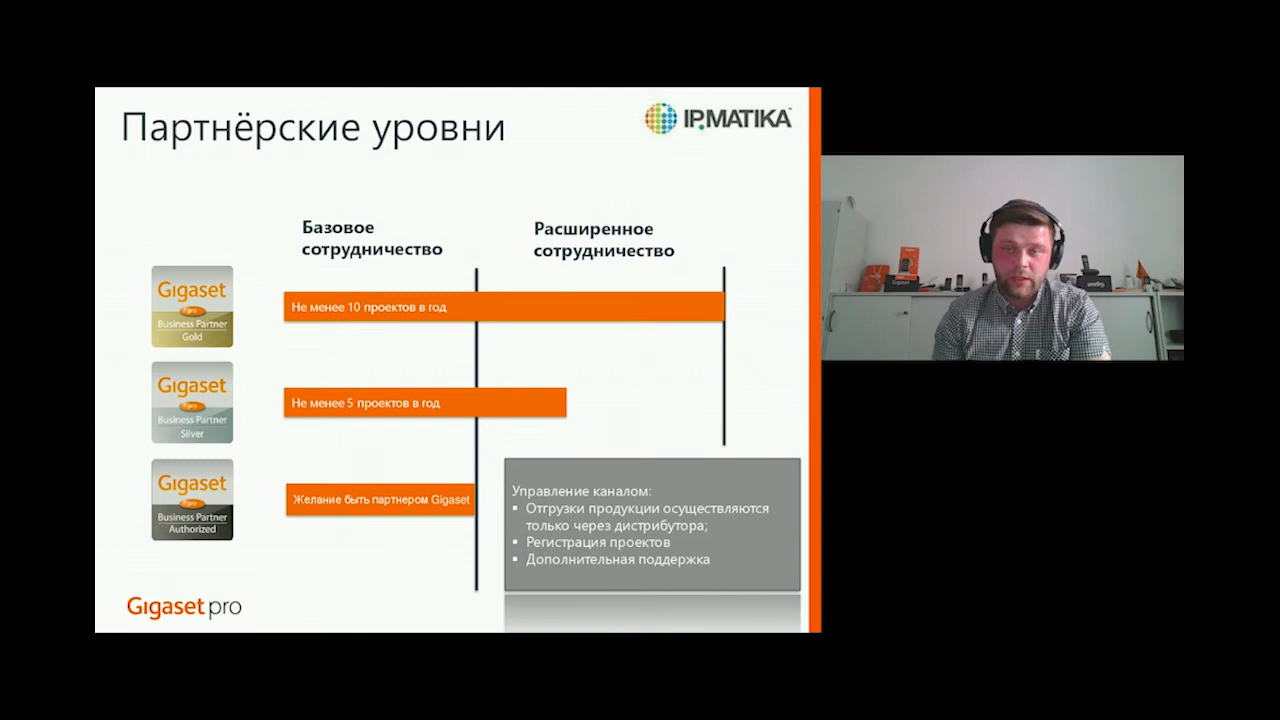 Партнёрские уровни
IPMATIKA
Базовое
сотрудничество
Расширенное
сотрудничество
Gigaset
pro
Business Partner
Gold
Не менее 10 проектов в год
Gigaset
pro
Business Partner
Silver
Не менее 5 проектов в год
Gigaset
pro
Business Partner
Authorized
Желание быть партнером Gigaset
Управление каналом:
▪ Отгрузки продукции осуществляются
только через дистрибутора;
▪ Регистрация проектов
▪ Дополнительная поддержка
Gigaset pro